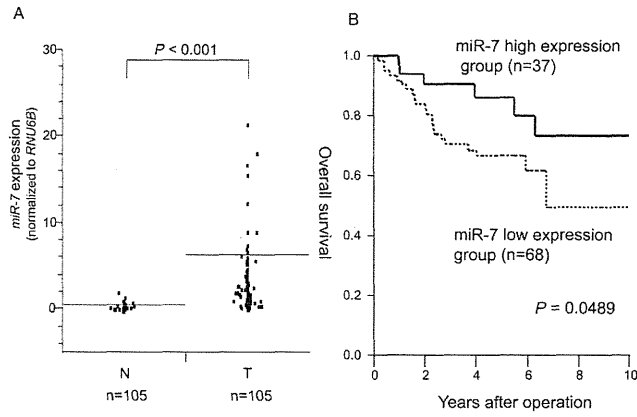 A
miR-7 expression
(normalized to RNU6B)
30
20
10
0
P < 0.001
N
T
n=105
n=105
B
Overall survival
1.0
0.8
0.6
0.4
0.2
0.0
miR-7 high expression
group (n=37)
miR-7 low expression
group (n=68)
P = 0.0489
0
2
4
6
8
10
Years after operation